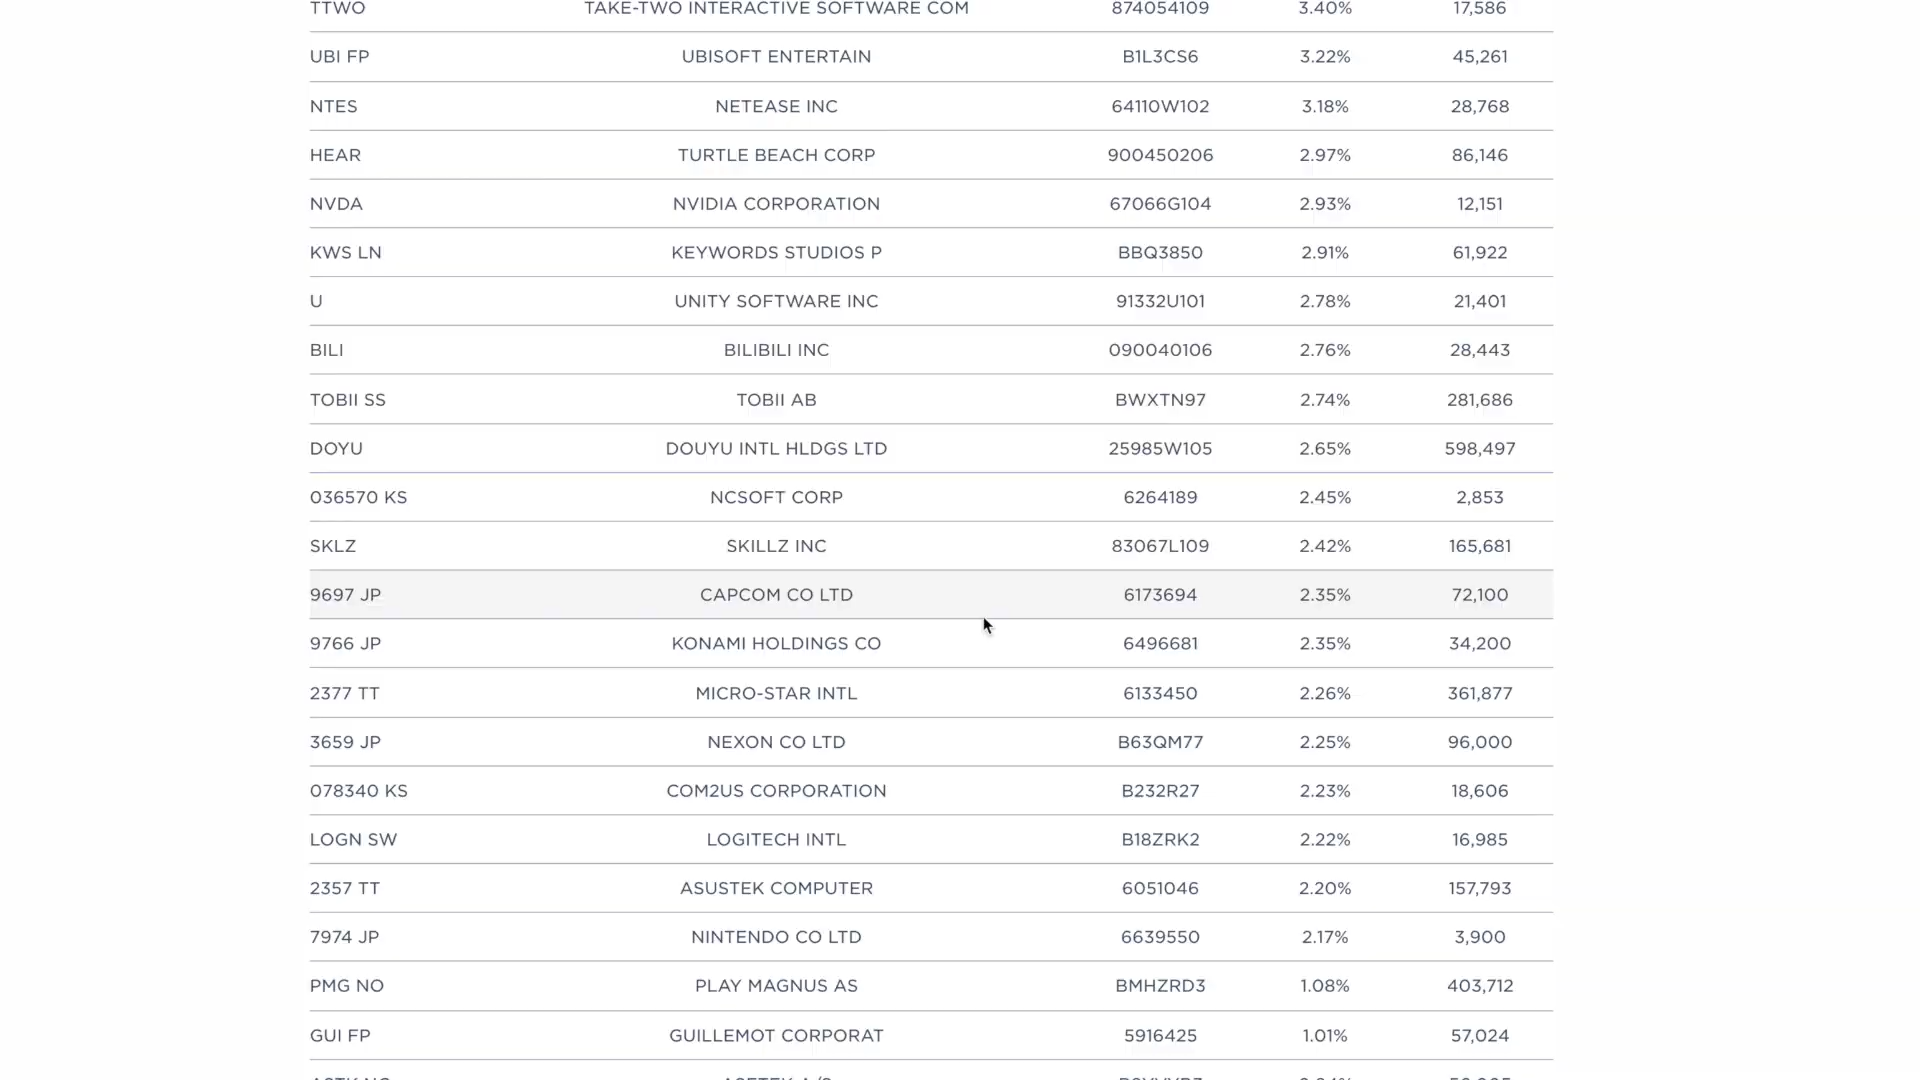 TTWO TAKE-TWO INTERACTIVE SOFTWARE COM 874054109 3.40% 17,586
UBI FP UBISOFT ENTERTAIN B1L3CS6 3.22% 45,261
NTES NETEASE INC 64110W102 3.18% 28,768
HEAR TURTLE BEACH CORP 900450206 2.97% 86,146
NVDA NVIDIA CORPORATION 67066G104 2.93% 12,151
KWS LN KEYWORDS STUDIOS P BBQ3850 2.91% 61,922
U UNITY SOFTWARE INC 91332U101 2.78% 21,401
BILI BILIBILI INC 090040106 2.76% 28,443
TOBII SS TOBII AB BWXTN97 2.74% 281,686
DOYU DOUYU INTL HLDGS LTD 25985W105 2.65% 598,497
036570 KS NCSOFT CORP 6264189 2.45% 2,853
SKLZ SKILLZ INC 83067L109 2.42% 165,681
9697 JP CAPCOM CO LTD 6173694 2.35% 72,100
9766 JP KONAMI HOLDINGS CO 6496681 2.35% 34,200
2377 TT MICRO-STAR INTL 6133450 2.26% 361,877
3659 JP NEXON CO LTD B63QM77 2.25% 96,000
078340 KS COM2US CORPORATION B232R27 2.23% 18,606
LOGN SW LOGITECH INTL B18ZRK2 2.22% 16,985
2357 TT ASUSTEK COMPUTER 6051046 2.20% 157,793
7974 JP NINTENDO CO LTD 6639550 2.17% 3,900
PMG NO PLAY MAGNUS AS BMHZRD3 1.08% 403,712
GUI FP GUILLEMOT CORPORAT 5916425 1.01% 57,024